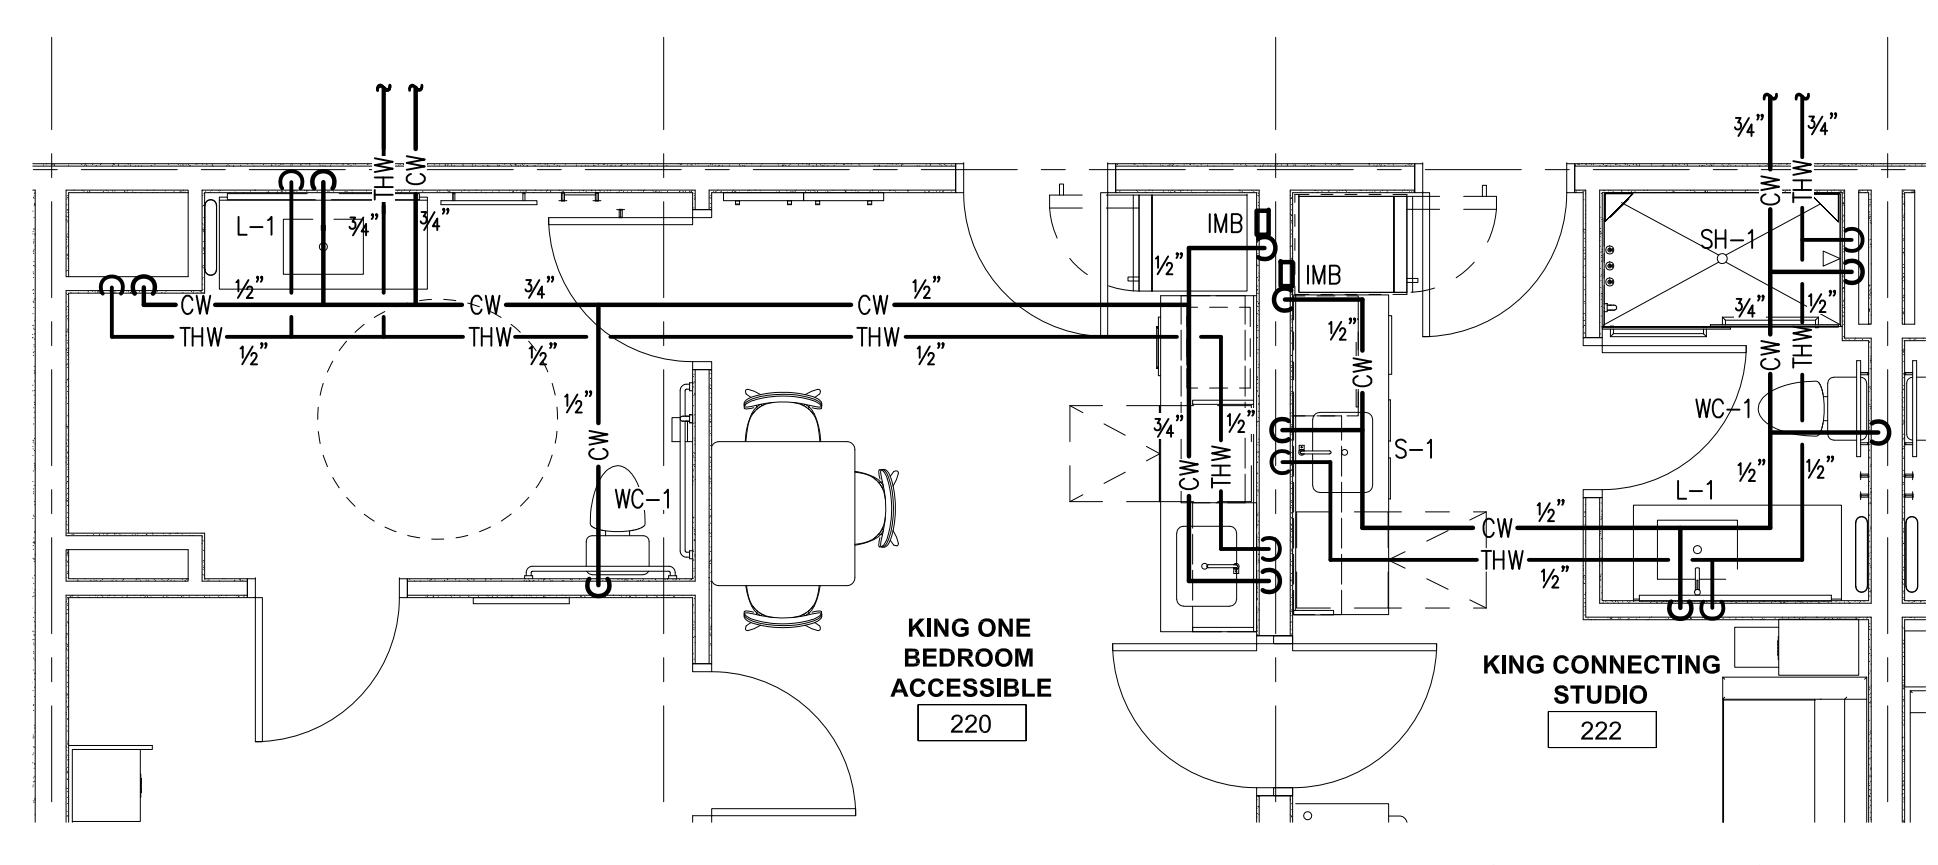 ¾"
¾"
THW
CW
CW
THW
L-1
¾"
¾"
IMB
SH-1
½"
IMB
CW
½"
CW
¾"
CW
½"
¾"
½"
THW
½"
THW
½"
THW
½"
½"
CW
CW
THW
½"
CW
¾"
½"
WC-1
S-1
CW
THW
WC-1
½"
½"
L-1
CW
½"
THW
½"
KING ONE
BEDROOM
ACCESSIBLE
220
KING CONNECTING
STUDIO
222